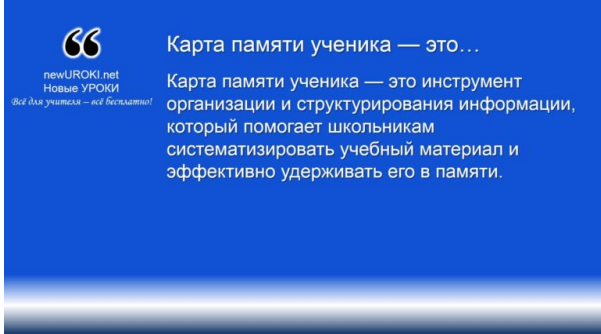 newUROKI.net
Новые УРОКИ
Всё для учителя – всё бесплатно!
Карта памяти ученика — это...
Карта памяти ученика — это инструмент
организации и структурирования информации,
который помогает школьникам
систематизировать учебный материал и
эффективно удерживать его в памяти.